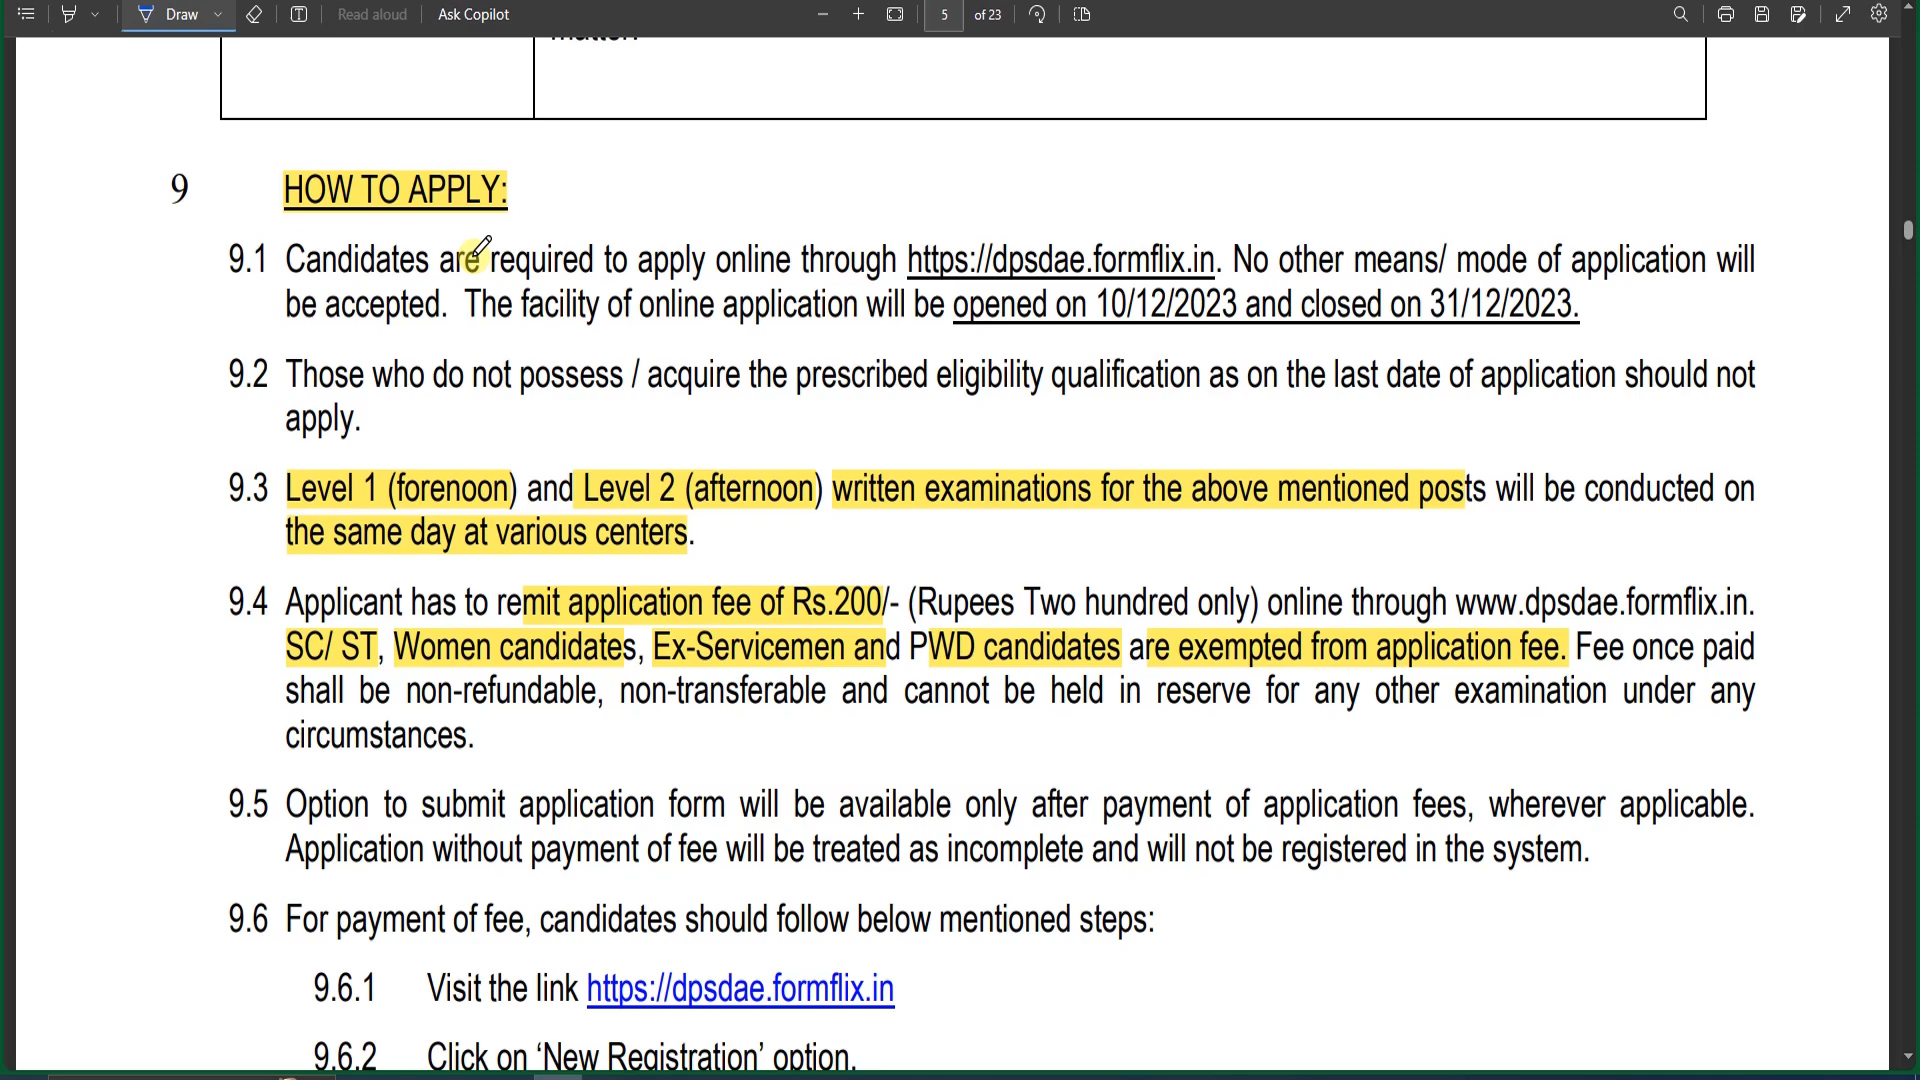 Draw
Read aloud
Ask Copilot
5
of 23
9
HOW TO APPLY:
9.1 Candidates are required to apply online through https://dpsdae.formflix.in. No other means/ mode of application will
be accepted. The facility of online application will be opened on 10/12/2023 and closed on 31/12/2023.
9.2 Those who do not possess / acquire the prescribed eligibility qualification as on the last date of application should not
apply.
9.3 Level 1 (forenoon) and Level 2 (afternoon) written examinations for the above mentioned posts will be conducted on
the same day at various centers.
9.4 Applicant has to remit application fee of Rs.200/- (Rupees Two hundred only) online through www.dpsdae.formflix.in.
SC/ ST, Women candidates, Ex-Servicemen and PWD candidates are exempted from application fee. Fee once paid
shall be non-refundable, non-transferable and cannot be held in reserve for any other examination under any
circumstances.
9.5 Option to submit application form will be available only after payment of application fees, wherever applicable.
Application without payment of fee will be treated as incomplete and will not be registered in the system.
9.6 For payment of fee, candidates should follow below mentioned steps:
9.6.1 Visit the link https://dpsdae.formflix.in
9.6.2 Click on ‘New Registration’ option.